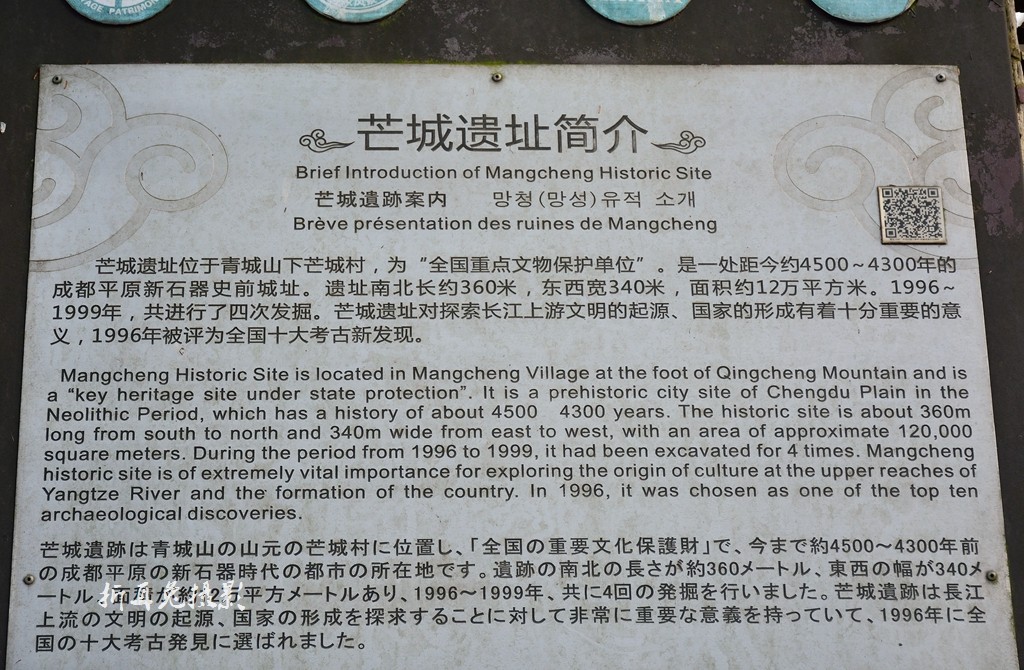 AGE PATRIMO
芒城遗址简介
Brief Introduction of Mangcheng Historic Site
芒城遺跡案内 망청(망성)유적 소개
Brève présentation des ruines de Mangcheng
芒城遗址位于青城山下芒城村，为“全国重点文物保护单位”。是一处距今约4500～4300年的
成都平原新石器史前城址。遗址南北长约360米，东西宽340米，面积约12万平方米。1996～
1999年，共进行了四次发掘。芒城遗址对探索长江上游文明的起源、国家的形成有着十分重要的意
义，1996年被评为全国十大考古新发现。
Mangcheng Historic Site is located in Mangcheng Village at the foot of Qingcheng Mountain and is
a “key heritage site under state protection”. It is a prehistoric city site of Chengdu Plain in the
Neolithic Period, which has a history of about 4500 4300 years. The historic site is about 360m
long from south to north and 340m wide from east to west, with an area of approximate 120,000
square meters. During the period from 1996 to 1999, it had been excavated for 4 times. Mangcheng
historic site is of extremely vital importance for exploring the origin of culture at the upper reaches of
Yangtze River and the formation of the country. In 1996, it was chosen as one of the top ten
archaeological discoveries.
芒城遺跡は青城山の山元の芒城村に位置し、「全国の重要文化保護財」で、今まで約4500～4300年前
の成都平原の新石器時代の都市の所在地です。遺跡の南北の長さが約360メートル、東西の幅が340メ
ートル、面積が約12万平方メートルあり、1996～1999年、共に4回の発掘を行いました。芒城遺跡は長江
上流の文明の起源、国家の形成を探求することに対して非常に重要な意義を持っていて、1996年に全
国の十大考古発見に選ばれました。
折耳兔摄影